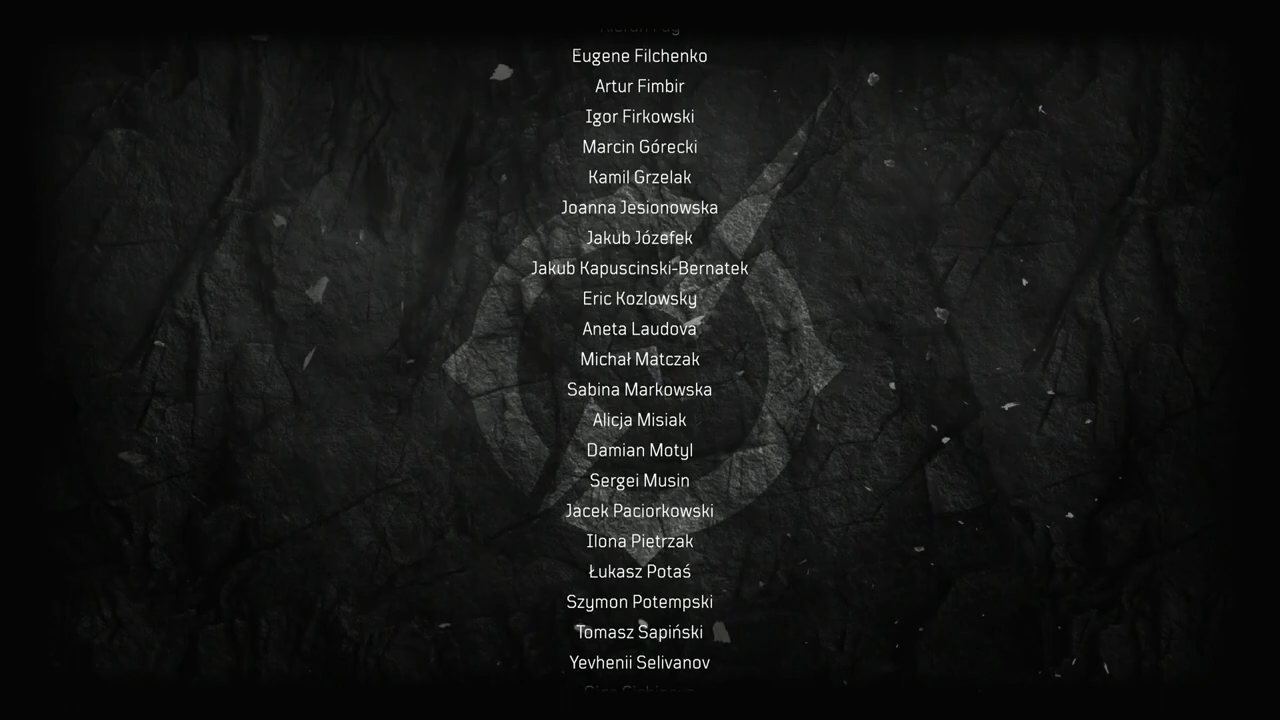 Eugene Filchenko
Artur Fimbir
Igor Firkowski
Marcin Górecki
Kamil Grzelak
Joanna Jesionowska
Jakub Józefek
Jakub Kapuscinski-Bernatek
Eric Kozlowsky
Aneta Laudova
Michał Matczak
Sabina Markowska
Alicja Misiak
Damian Motyl
Sergei Musin
Jacek Paciorkowski
Ilona Pietrzak
Łukasz Potaś
Szymon Potempski
Tomasz Sapiński
Yevhenii Selivanov